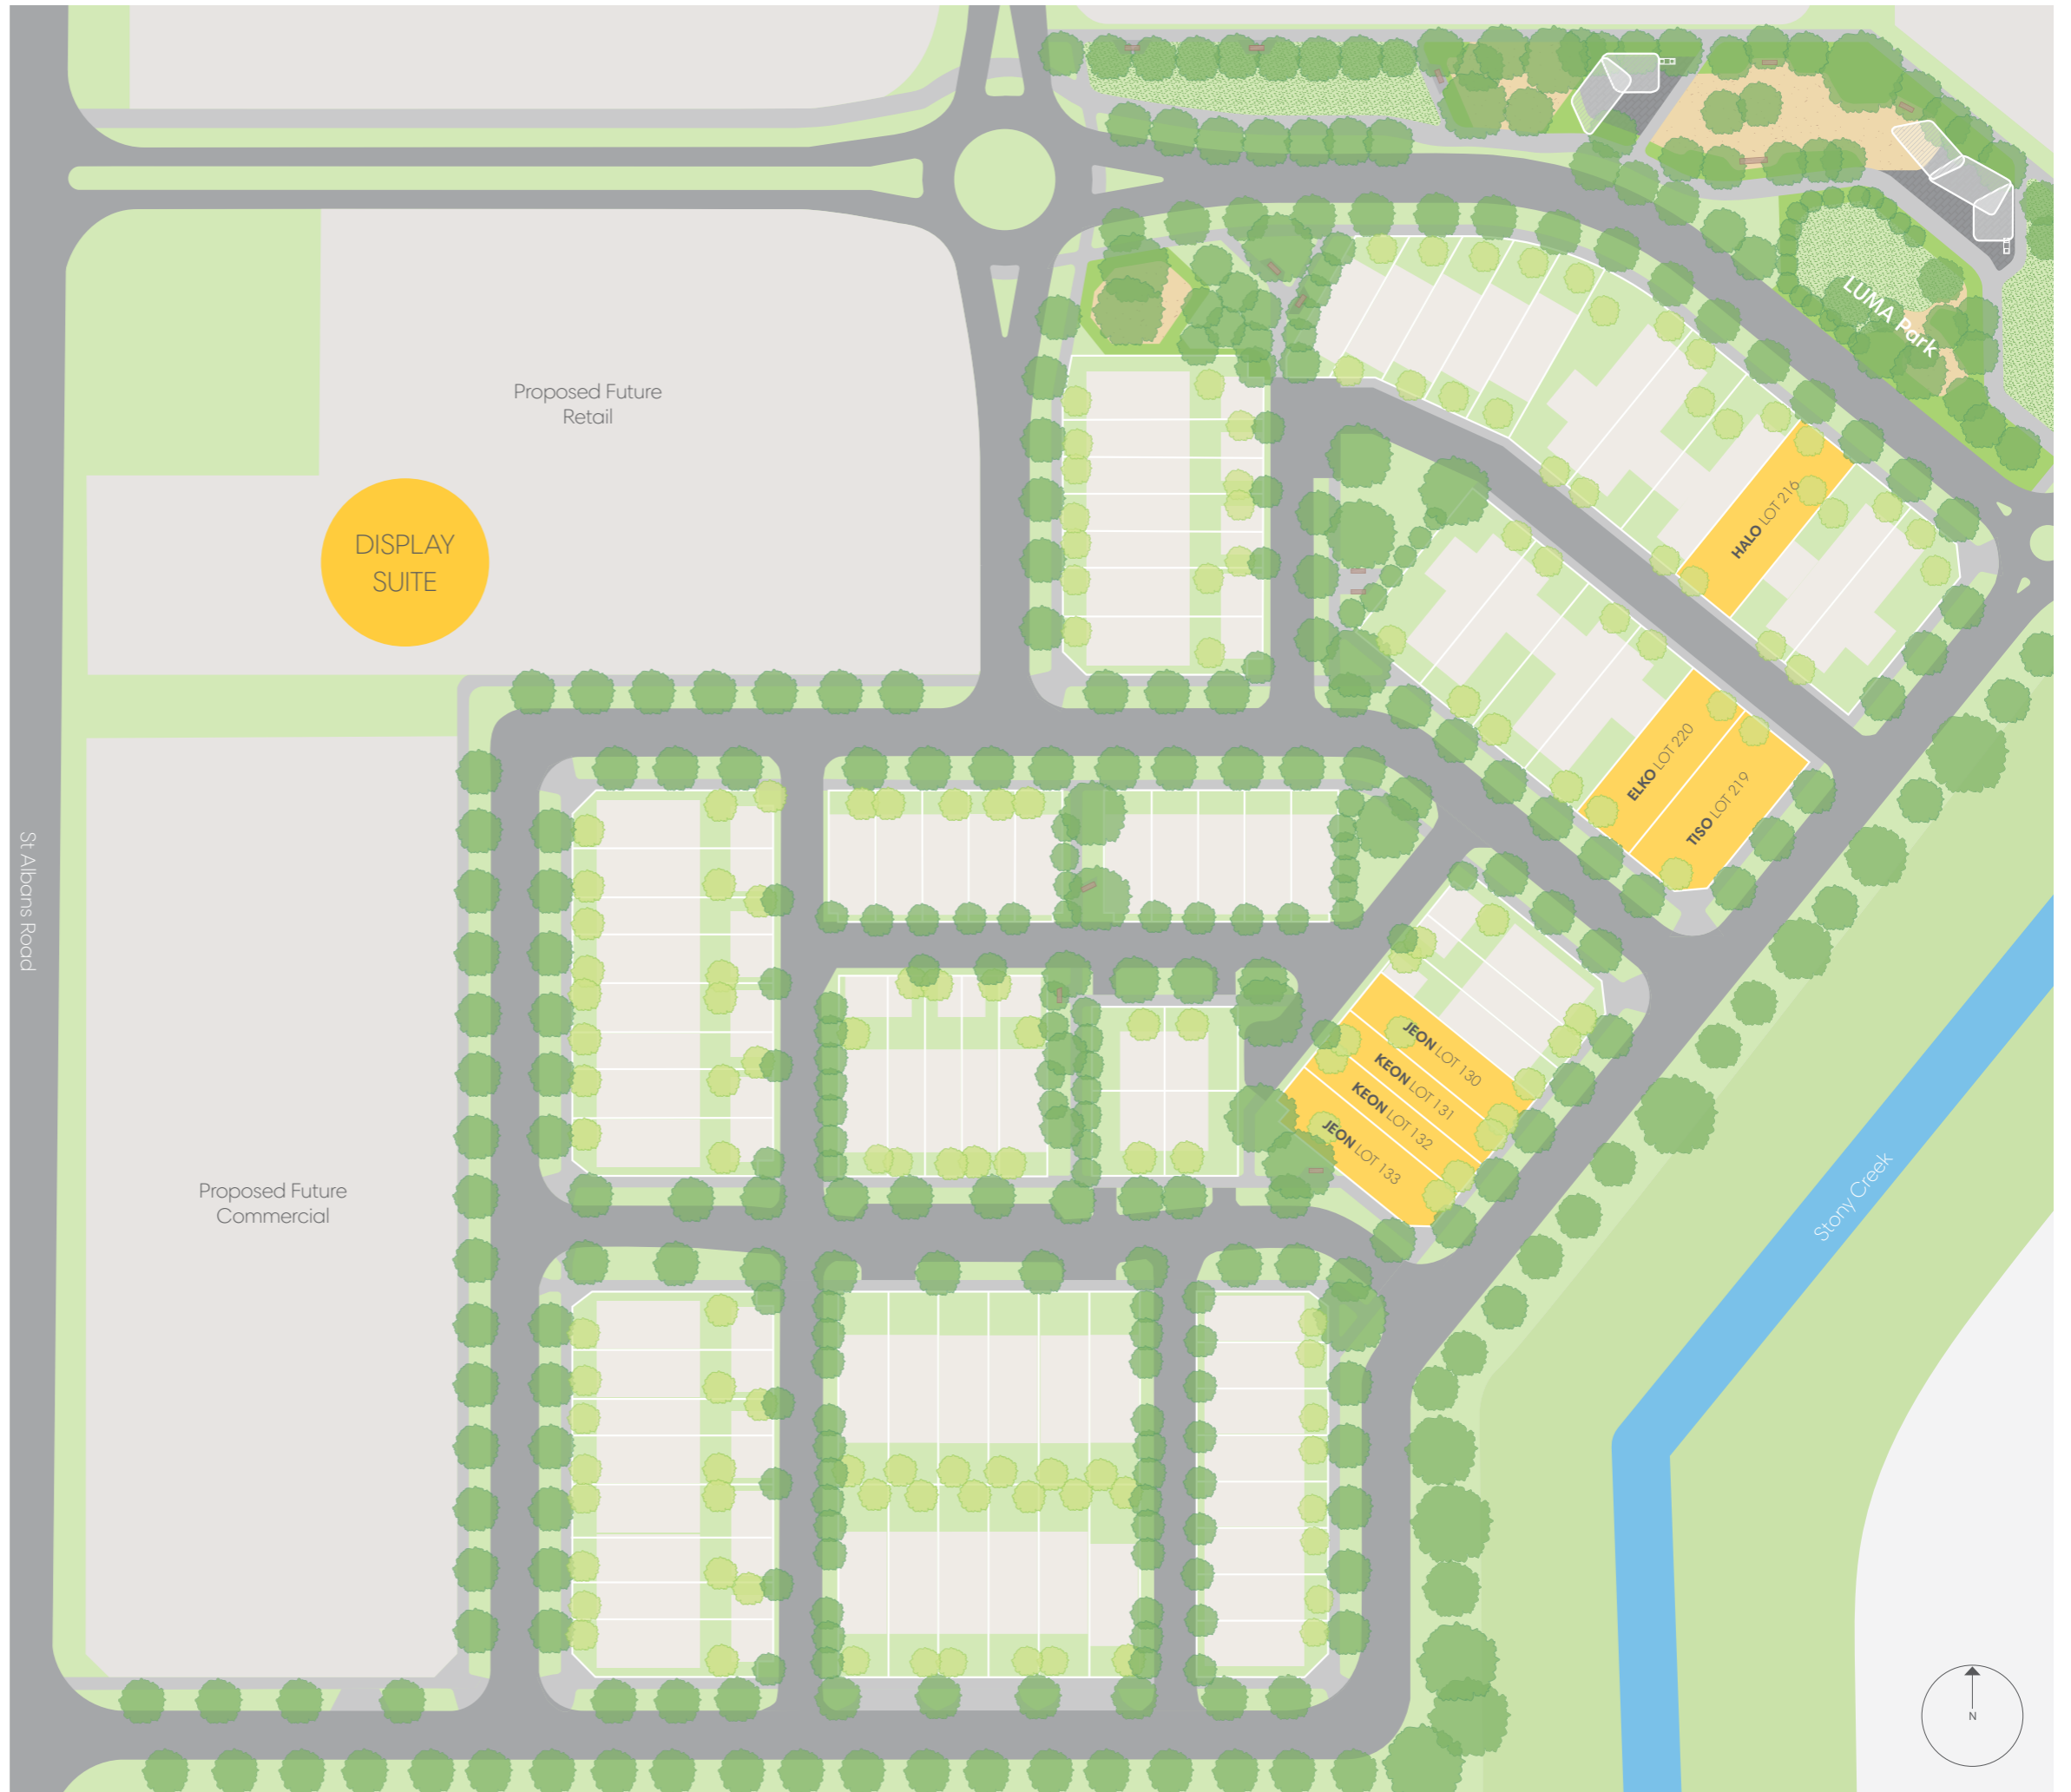 LUMA Park
Proposed Future
Retail
DISPLAY
SUITE
HALO LOT 216
ELKO LOT 220
TISO LOT 219
St Albans Road
JEON LOT 130
KEON LOT 131
KEON LOT 132
JEON LOT 133
Proposed Future
Commercial
Stony Creek
N